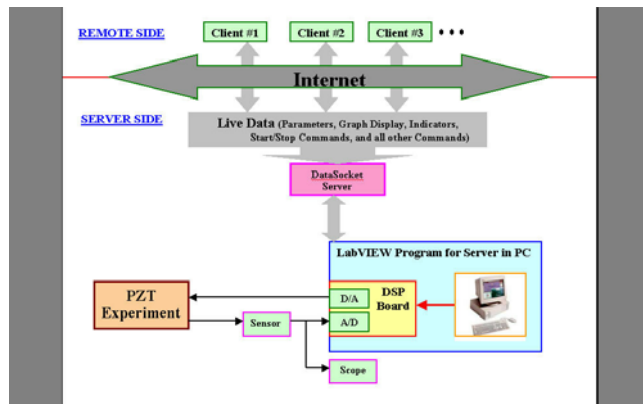 REMOTE SIDE
Client #1
Client #2
Client #3
Internet
SERVER SIDE
Live Data (Parameters, Graph Display, Indicators,
Start/Stop Commands, and all other Commands)
DataSocket
Server
LabVIEW Program for Server in PC
PZT
Experiment
D/A
DSP
Board
Sensor
A/D
Scope